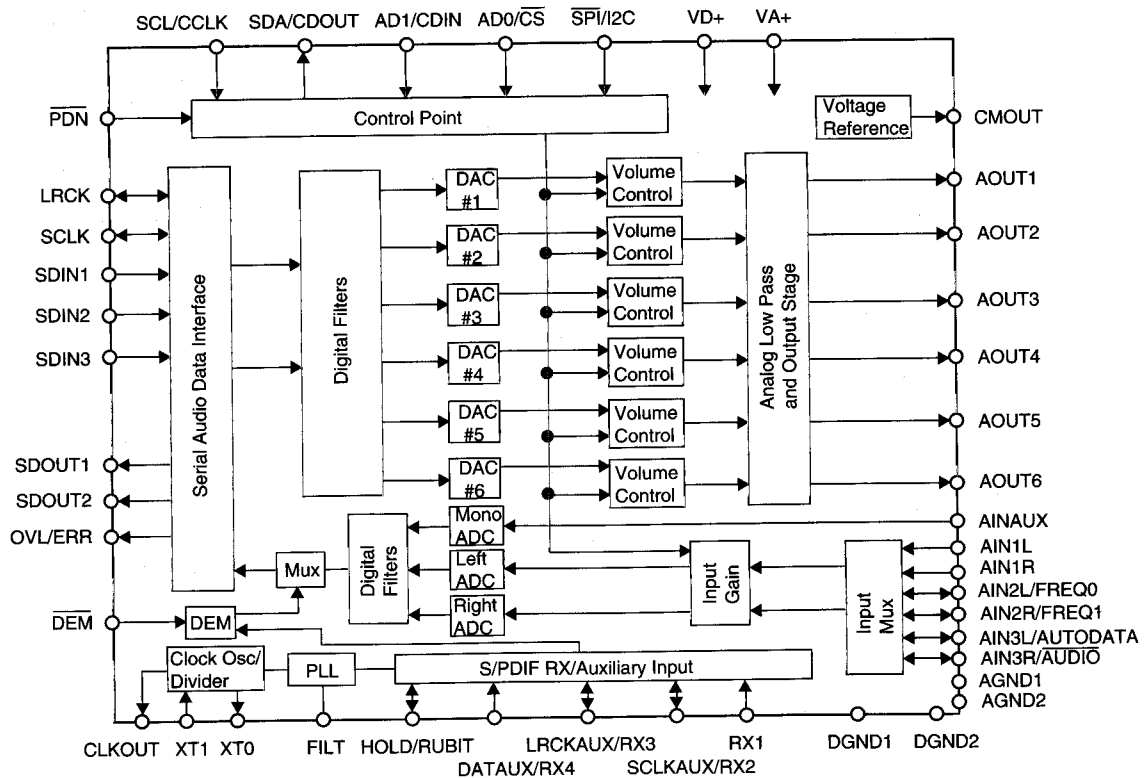 SCL/CCLK SDA/CDOUT AD1/CDIN AD0/CS SPI/I2C VD+ VA+
PDN
Control Point
Voltage
Reference
CMOUT
LRCK
SCLK
SDIN1
SDIN2
SDIN3
SDOUT1
SDOUT2
OVL/ERR
DEM
Serial Audio Data Interface
Digital Filters
DAC
#1
DAC
#2
DAC
#3
DAC
#4
DAC
#5
DAC
#6
Volume
Control
Volume
Control
Volume
Control
Volume
Control
Volume
Control
Volume
Control
Analog Low Pass
and Output Stage
AOUT1
AOUT2
AOUT3
AOUT4
AOUT5
AOUT6
AINAUX
AIN1L
AIN1R
AIN2L/FREQ0
AIN2R/FREQ1
AIN3L/AUTODATA
AIN3R/AUDIO
AGND1
AGND2
Mux
DEM
Digital
Filters
Mono
ADC
Left
ADC
Right
ADC
Input
Gain
Input
Mux
Clock Osc/
Divider
PLL
S/PDIF RX/Auxiliary Input
CLKOUT XT1 XT0 FILT HOLD/RUBIT LRCKAUX/RX3 RX1 DGND1 DGND2
DATAUX/RX4 SCLKAUX/RX2